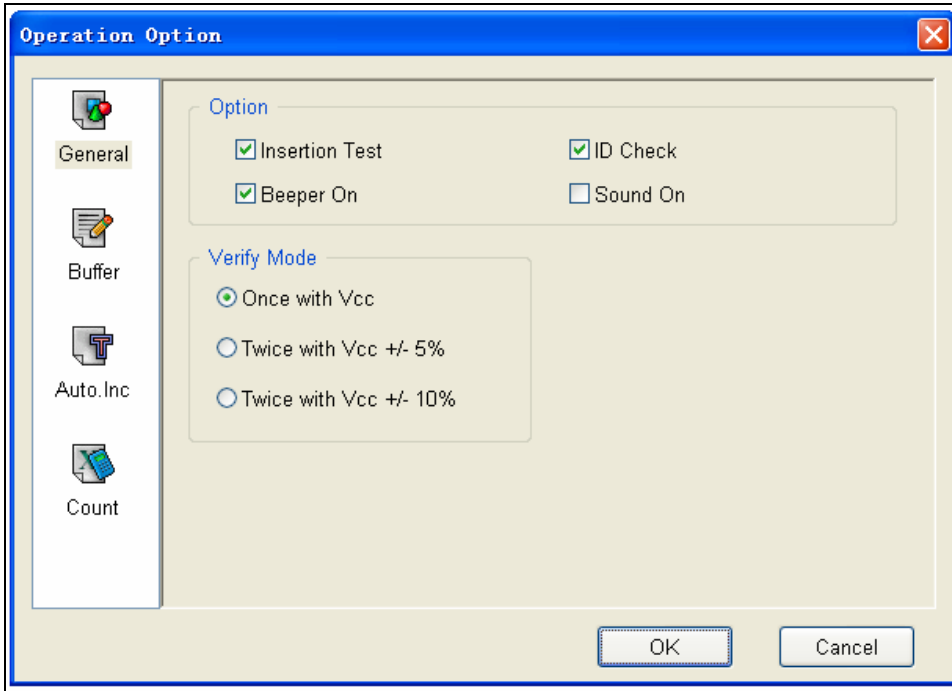 Operation Option
General
Buffer
Auto.Inc
Count
Option
Insertion Test
ID Check
Beeper On
Sound On
Verify Mode
Once with Vcc
Twice with Vcc +/- 5%
Twice with Vcc +/- 10%
OK
Cancel